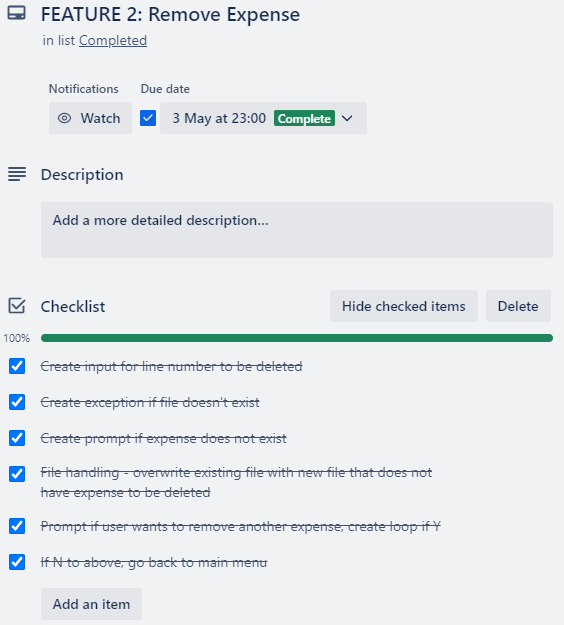 FEATURE 2: Remove Expense
in list Completed
Notifications Due date
Watch 3 May at 23:00 Complete
Description
Add a more detailed description...
Checklist Hide checked items Delete
100%
Create input for line number to be deleted
Create exception if file doesn't exist
Create prompt if expense does not exist
File handling - overwrite existing file with new file that does not
have expense to be deleted
Prompt if user wants to remove another expense, create loop if Y
If N to above, go back to main menu
Add an item